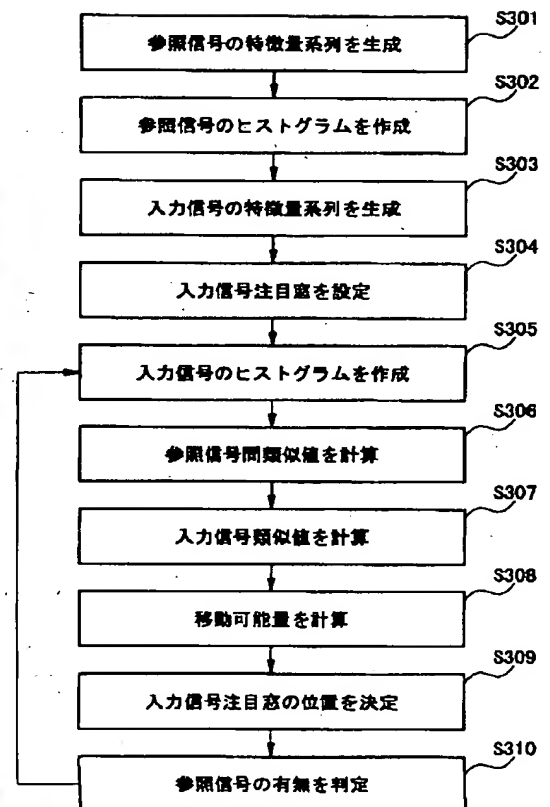 S301
参照信号の特徴量系列を生成
S302
参照信号のヒストグラムを作成
S303
入力信号の特徴量系列を生成
S304
入力信号注目窓を設定
S305
入力信号のヒストグラムを作成
S306
参照信号間類似値を計算
S307
入力信号類似値を計算
S308
移動可能量を計算
S309
入力信号注目窓の位置を決定
S310
参照信号の有無を判定